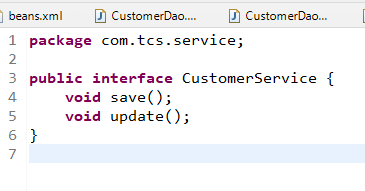 beans.xml CustomerDao.... CustomerDao...
1 package com.tcs.service;
2
3 public interface CustomerService {
4 void save();
5 void update();
6 }
7